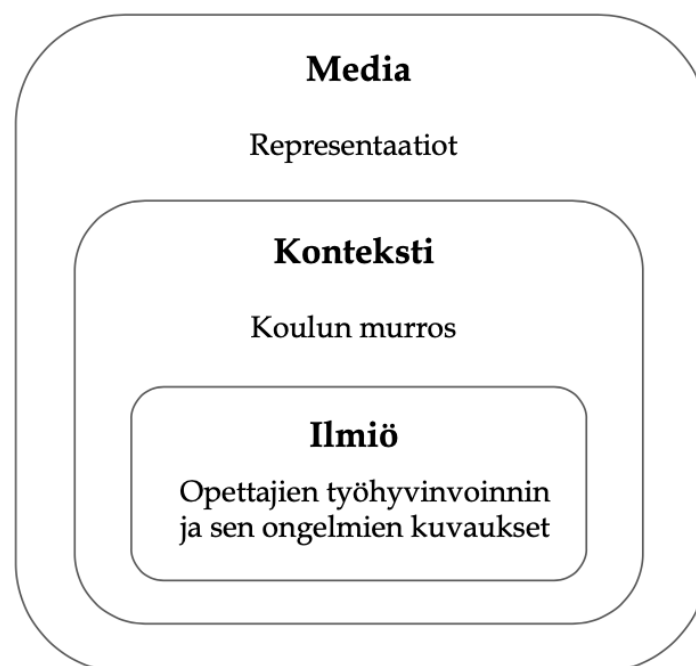 Media
Representaatiot
Konteksti
Koulun murros
Ilmiö
Opettajien työhyvinvoinnin
ja sen ongelmien kuvaukset